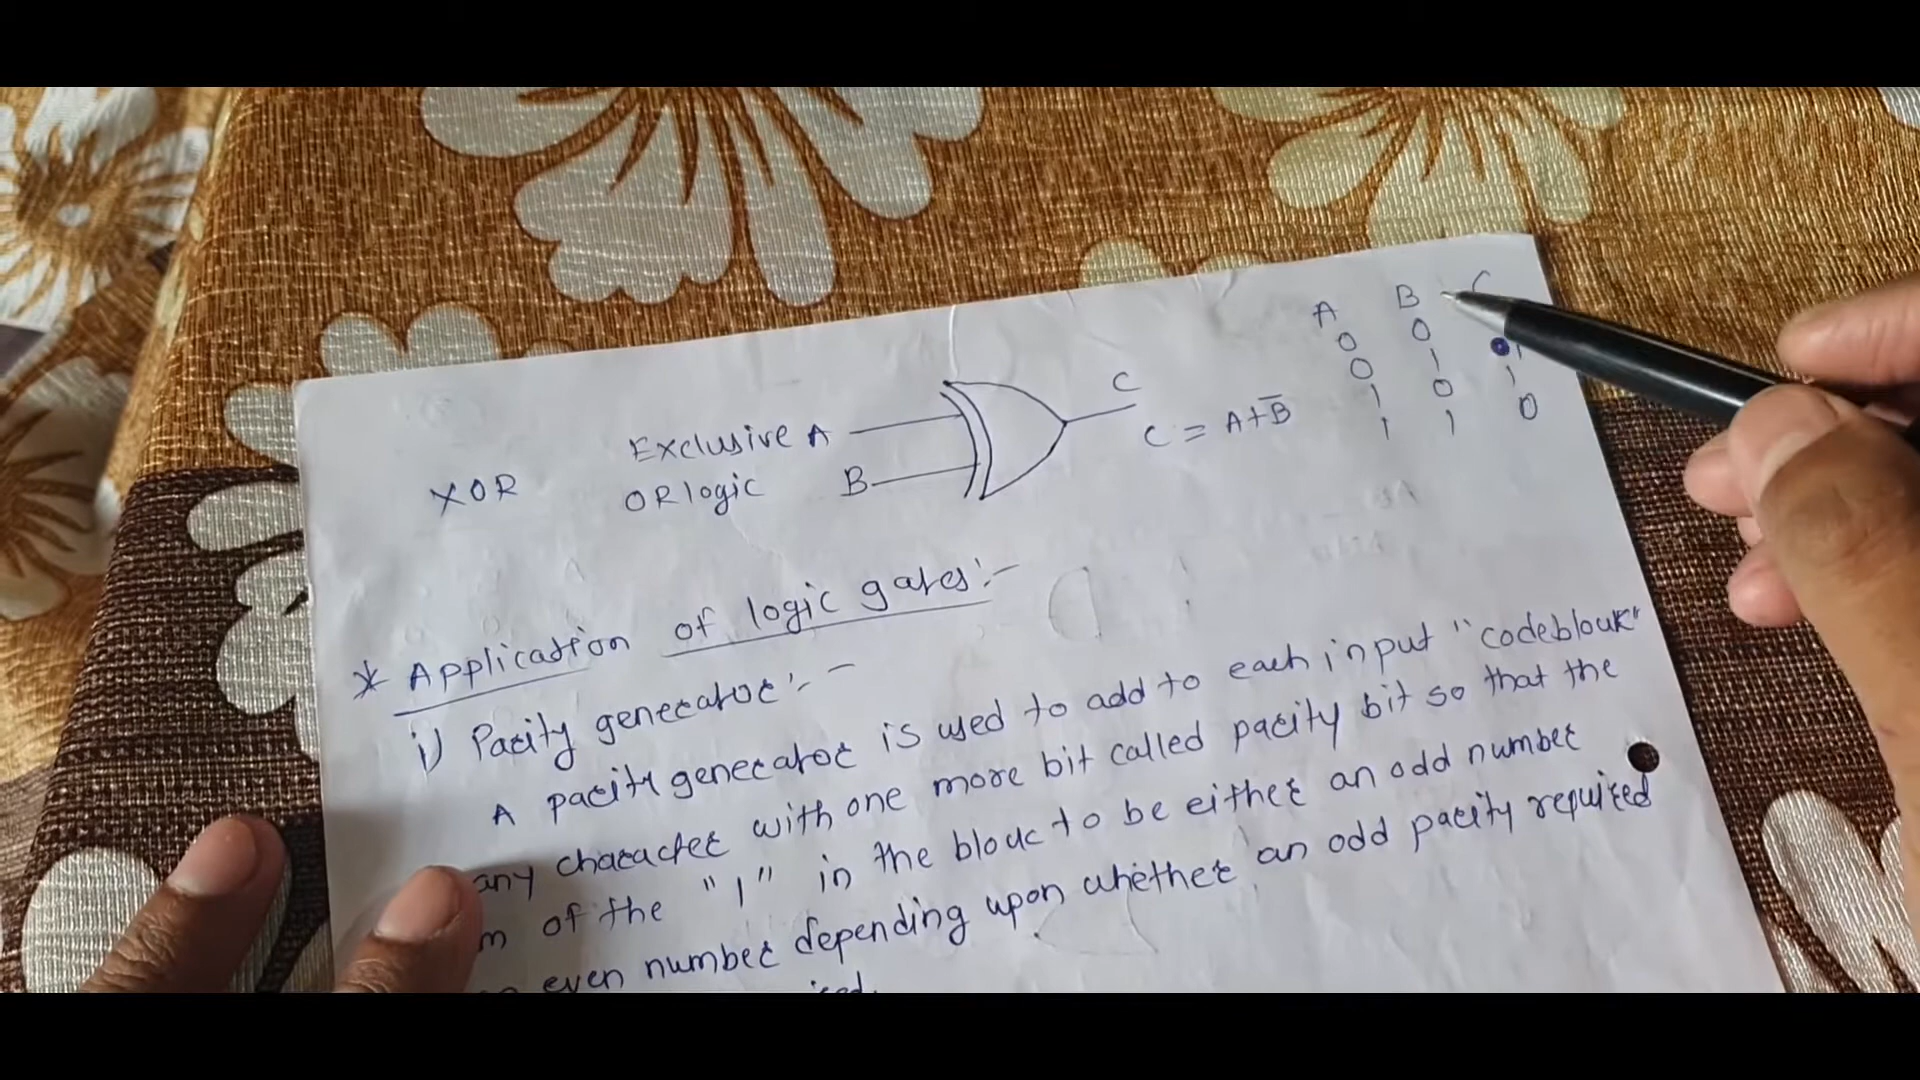 A B C
0 0
0 1 1
1 0 1
1 1 0
C
C = A+B̅
Exclusive A
XOR
OR logic B
* Application of logic gates:-
i) Parity generator:-
A parity generator is used to add to each input "codeblouk"
any character with one more bit called parity bit so that the
m of the "1" in the blouc to be either an odd number
even number depending upon whether an odd parity required